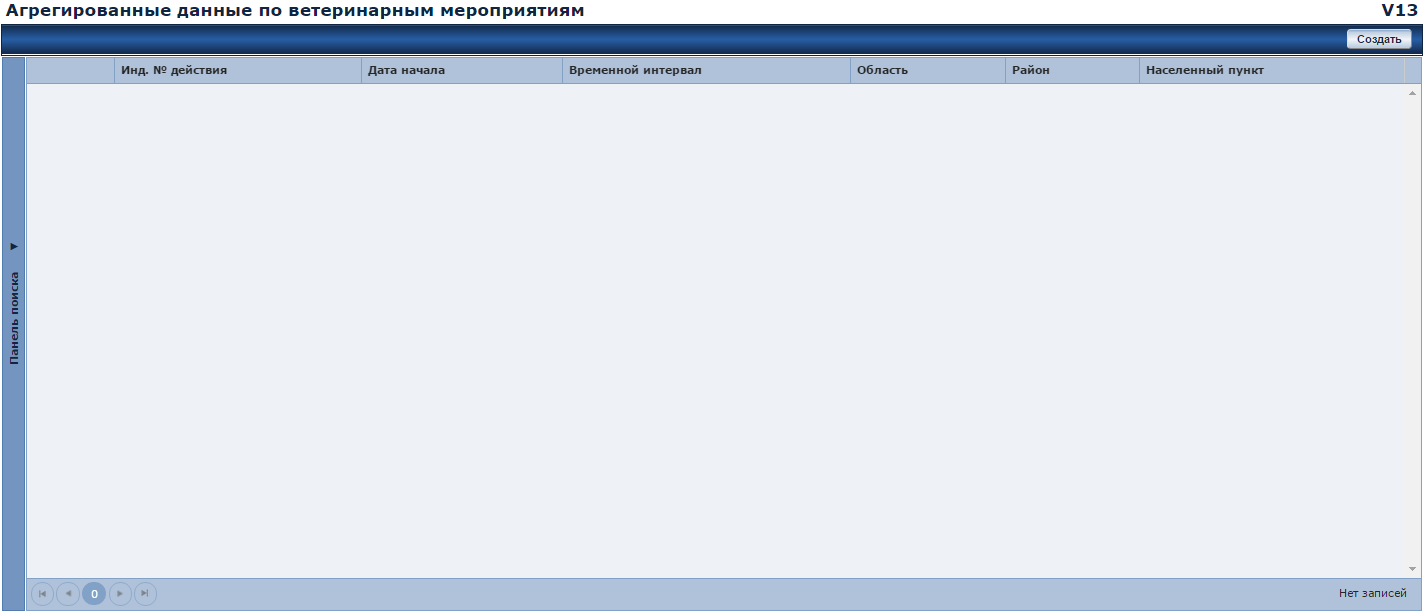 Агрегированные данные по ветеринарным мероприятиям V13
Создать
Инд. № действия Дата начала Временной интервал Область Район Населенный пункт
Панель поиска
0 Нет записей